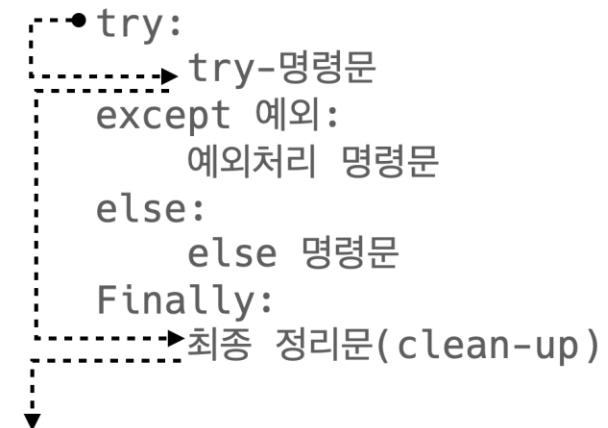 try:
try-명령문
except 예외:
예외처리 명령문
else:
else 명령문
Finally:
최종 정리문(clean-up)